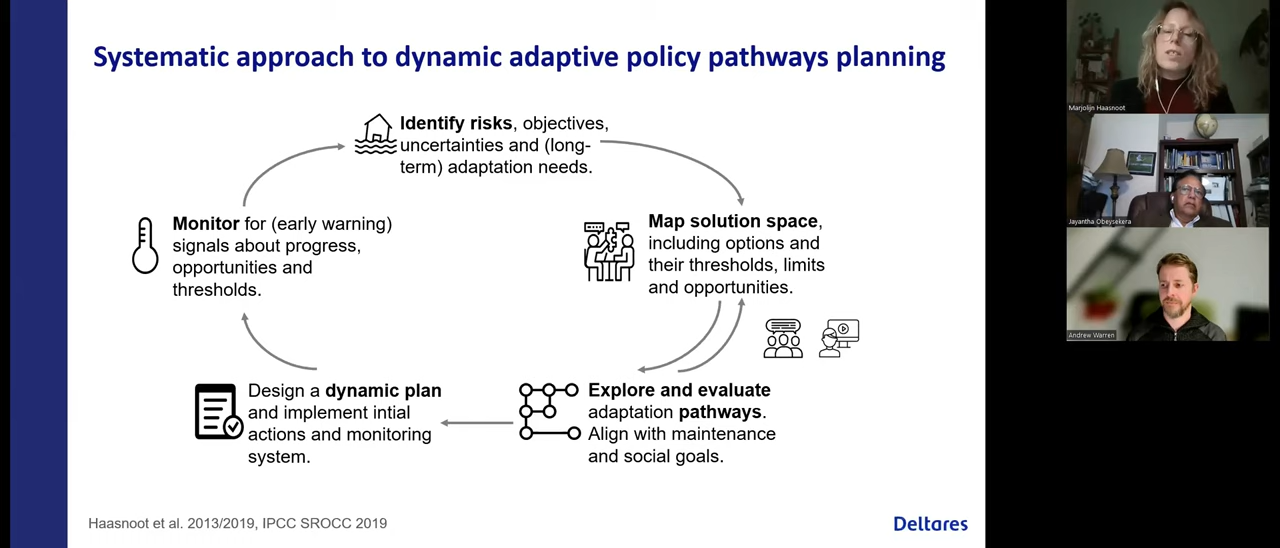 Systematic approach to dynamic adaptive policy pathways planning
Identify risks, objectives,
uncertainties and (long-
term) adaptation needs.
Monitor for (early warning)
signals about progress,
opportunities and
thresholds.
Map solution space,
including options and
their thresholds, limits
and opportunities.
Design a dynamic plan
and implement intial
actions and monitoring
system.
Explore and evaluate
adaptation pathways.
Align with maintenance
and social goals.
Haasnoot et al. 2013/2019, IPCC SROCC 2019
Deltares
Marjolijn Haasnoot
Jayantha Obeysekera
Andrew Warren